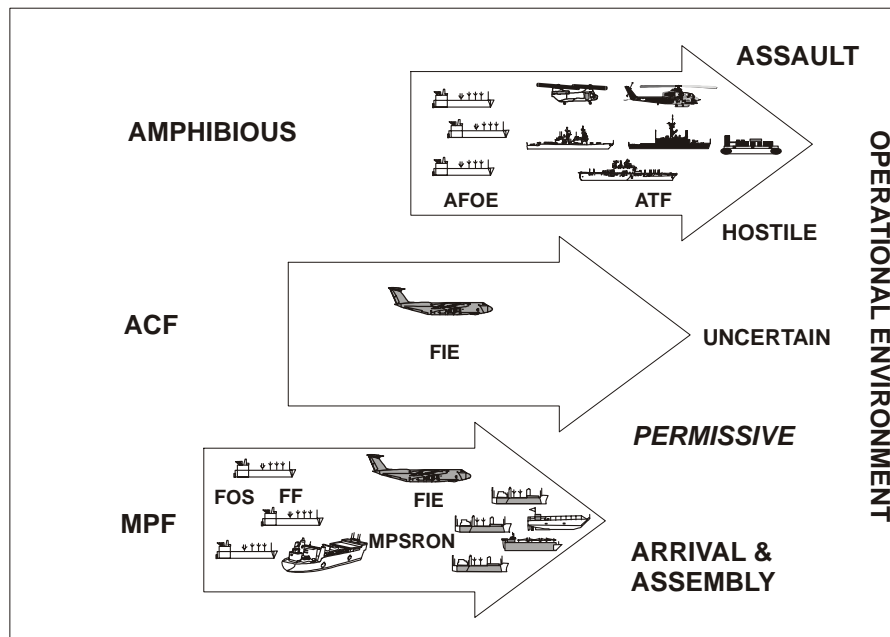 ASSAULT
AMPHIBIOUS
AFOE
ATF
HOSTILE
ACF
FIE
UNCERTAIN
PERMISSIVE
FOS
FF
FIE
MPF
MPSRON
ARRIVAL &
ASSEMBLY
OPERATIONAL ENVIRONMENT